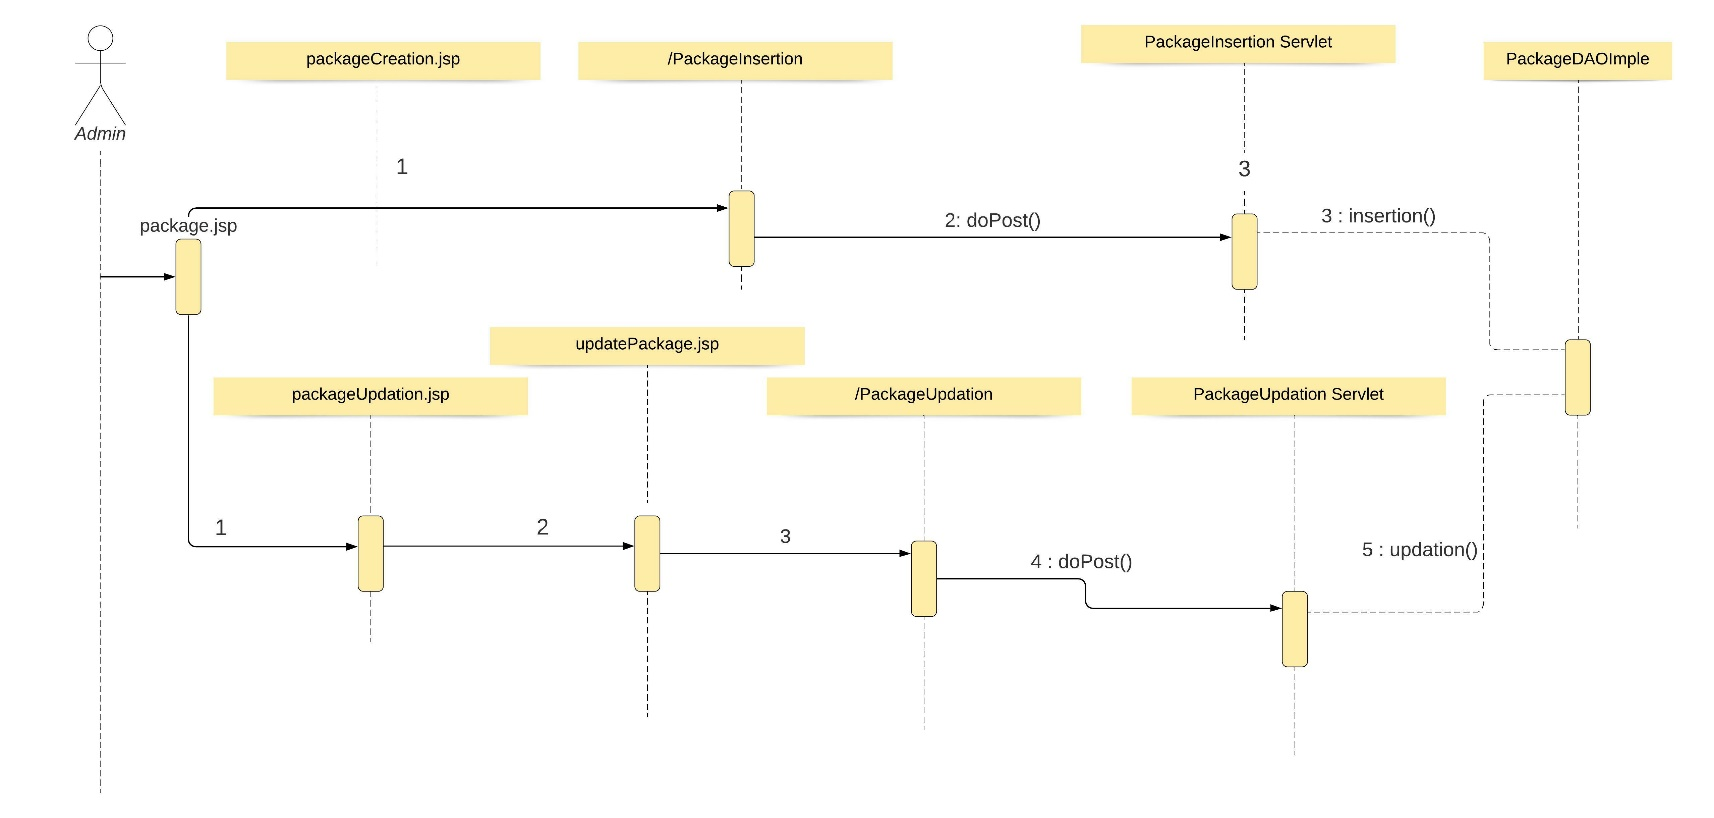 PackageInsertion Servlet
packageCreation.jsp
/PackageInsertion
PackageDAOImple
Admin
1
3
package.jsp
2: doPost()
3 : insertion()
updatePackage.jsp
packageUpdation.jsp
/PackageUpdation
PackageUpdation Servlet
1
2
3
4 : doPost()
5 : updation()